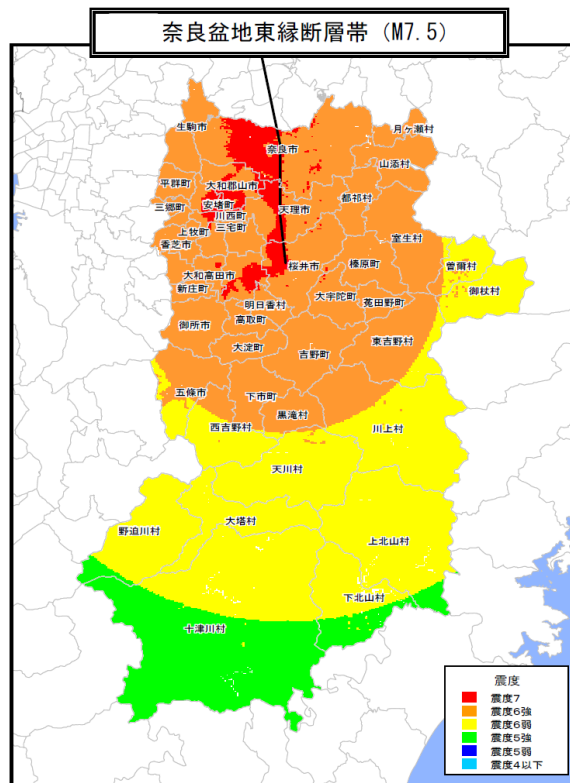 奈良盆地東縁断層帯（M7.5）
生駒市
月ヶ瀬村
奈良市
山添村
平群町
大和郡山市
都祁村
三郷町
安堵町
天理市
川西町
上牧町
三宅町
香芝市
室生村
大和高田市
桜井市
榛原町
曽爾村
新庄町
御杖村
明日香村
大宇陀町
菟田野町
御所市
高取町
大淀町
吉野町
東吉野村
五條市
下市町
黒滝村
西吉野村
川上村
天川村
野迫川村
大塔村
上北山村
下北山村
十津川村
震度
震度7
震度6強
震度6弱
震度5強
震度5弱
震度4以下